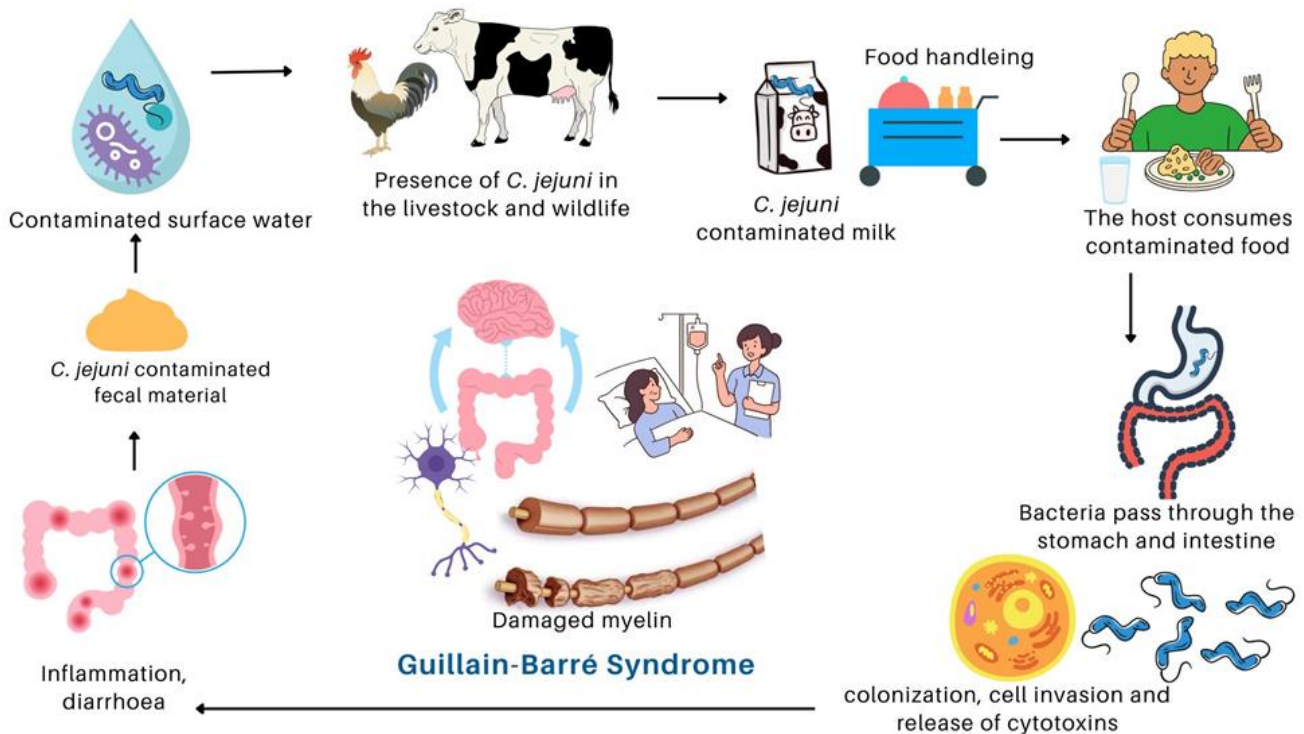 Food handleing
Contaminated surface water
Presence of C. jejuni in
the livestock and wildlife
C. jejuni
contaminated milk
The host consumes
contaminated food
C. jejuni contaminated
fecal material
Bacteria pass through the
stomach and intestine
Damaged myelin
Guillain-Barré Syndrome
Inflammation,
diarrhoea
colonization, cell invasion and
release of cytotoxins